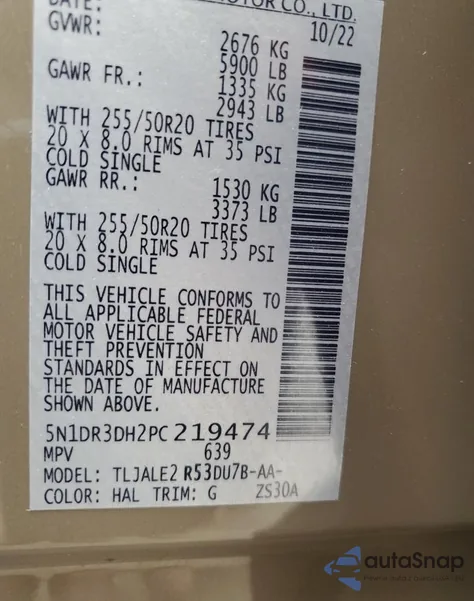 DATE:
MOTOR CO., LTD.
GVWR: 10/22
2676 KG
5900 LB
GAWR FR.: 1335 KG
2943 LB
WITH 255/50R20 TIRES
20 X 8.0 RIMS AT 35 PSI
COLD SINGLE
GAWR RR.: 1530 KG
3373 LB
WITH 255/50R20 TIRES
20 X 8.0 RIMS AT 35 PSI
COLD SINGLE
THIS VEHICLE CONFORMS TO
ALL APPLICABLE FEDERAL
MOTOR VEHICLE SAFETY AND
THEFT PREVENTION
STANDARDS IN EFFECT ON
THE DATE OF MANUFACTURE
SHOWN ABOVE.
5N1DR3DH2PC219474
MPV 639
MODEL: TLJALE2 R53DU7B-AA-
COLOR: HAL TRIM: G ZS30A
autoSnap